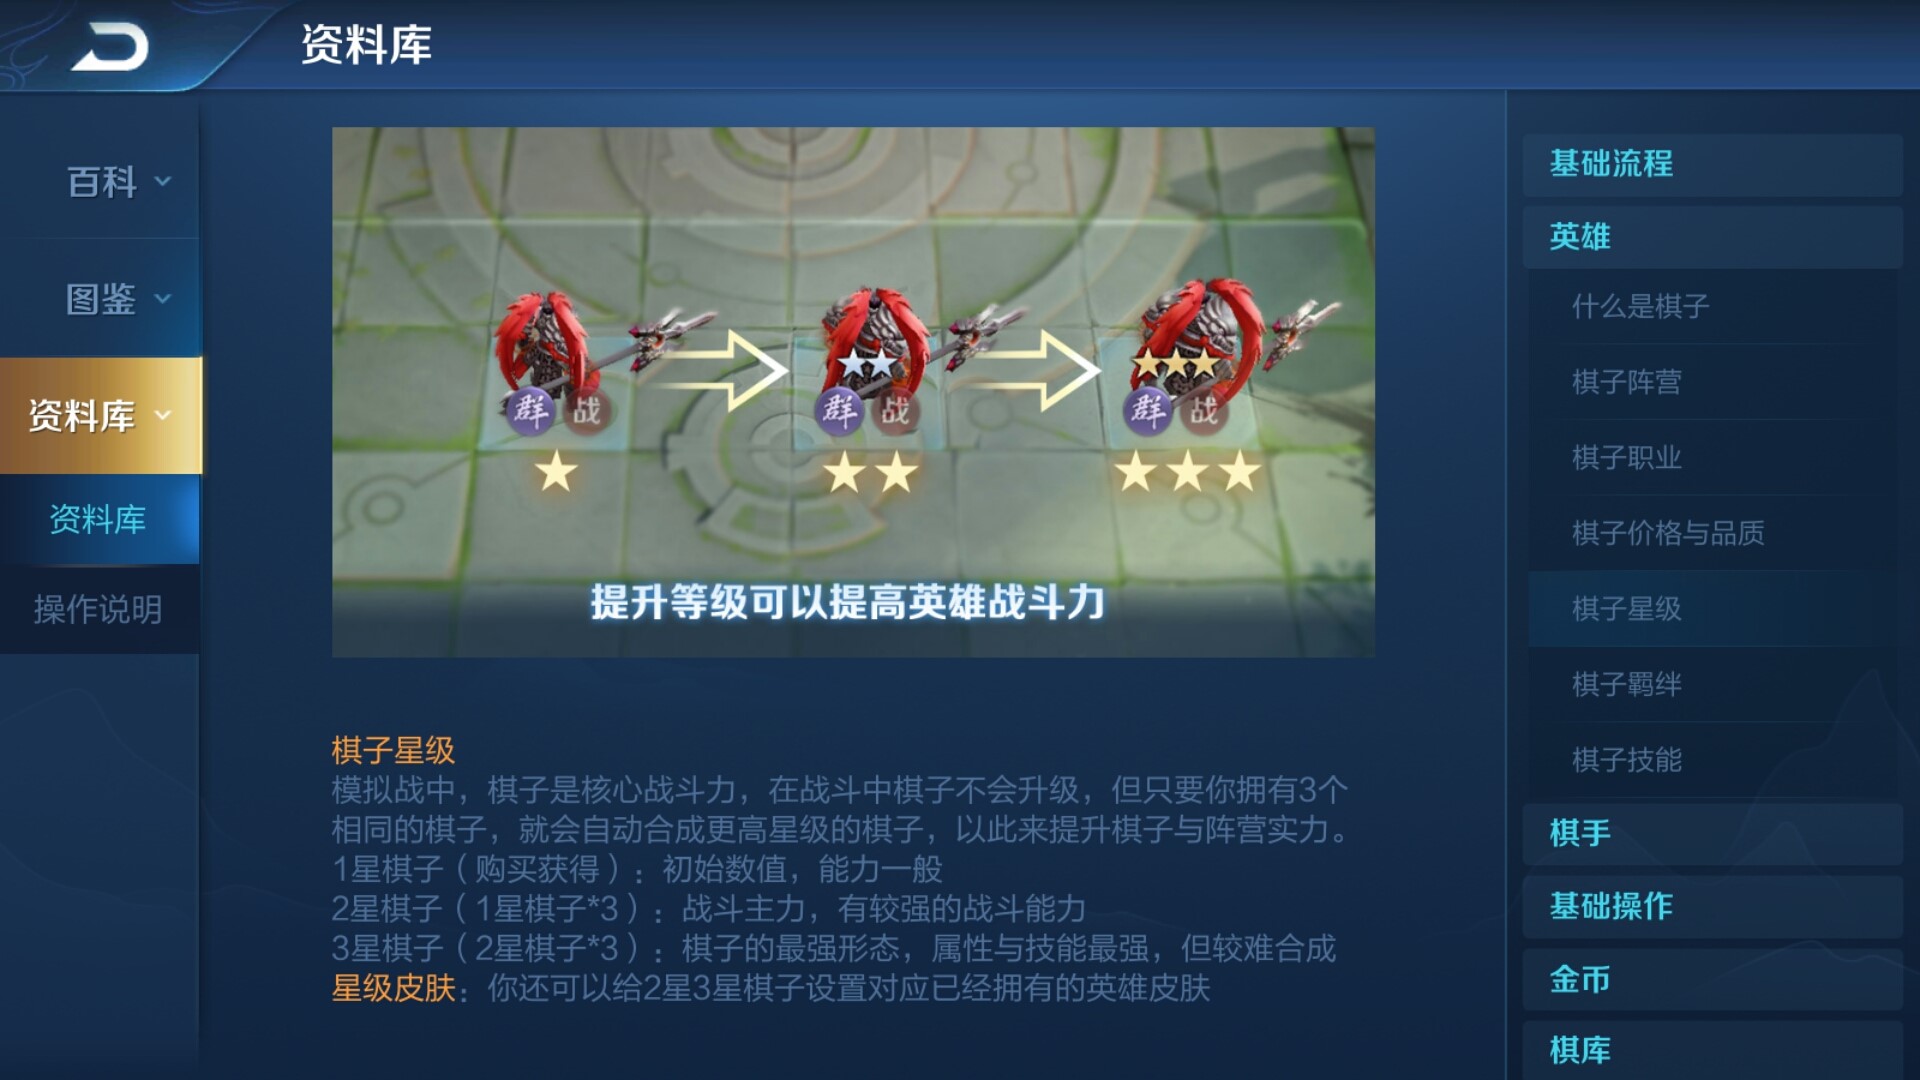 资料库
百科
图鉴
资料库
资料库
操作说明
群 战
群 战
群 战
提升等级可以提高英雄战斗力
棋子星级
模拟战中，棋子是核心战斗力，在战斗中棋子不会升级，但只要你拥有3个
相同的棋子，就会自动合成更高星级的棋子，以此来提升棋子与阵营实力。
1星棋子（购买获得）：初始数值，能力一般
2星棋子（1星棋子*3）：战斗主力，有较强的战斗能力
3星棋子（2星棋子*3）：棋子的最强形态，属性与技能最强，但较难合成
星级皮肤：你还可以给2星3星棋子设置对应已经拥有的英雄皮肤
基础流程
英雄
什么是棋子
棋子阵营
棋子职业
棋子价格与品质
棋子星级
棋子羁绊
棋子技能
棋手
基础操作
金币
棋库